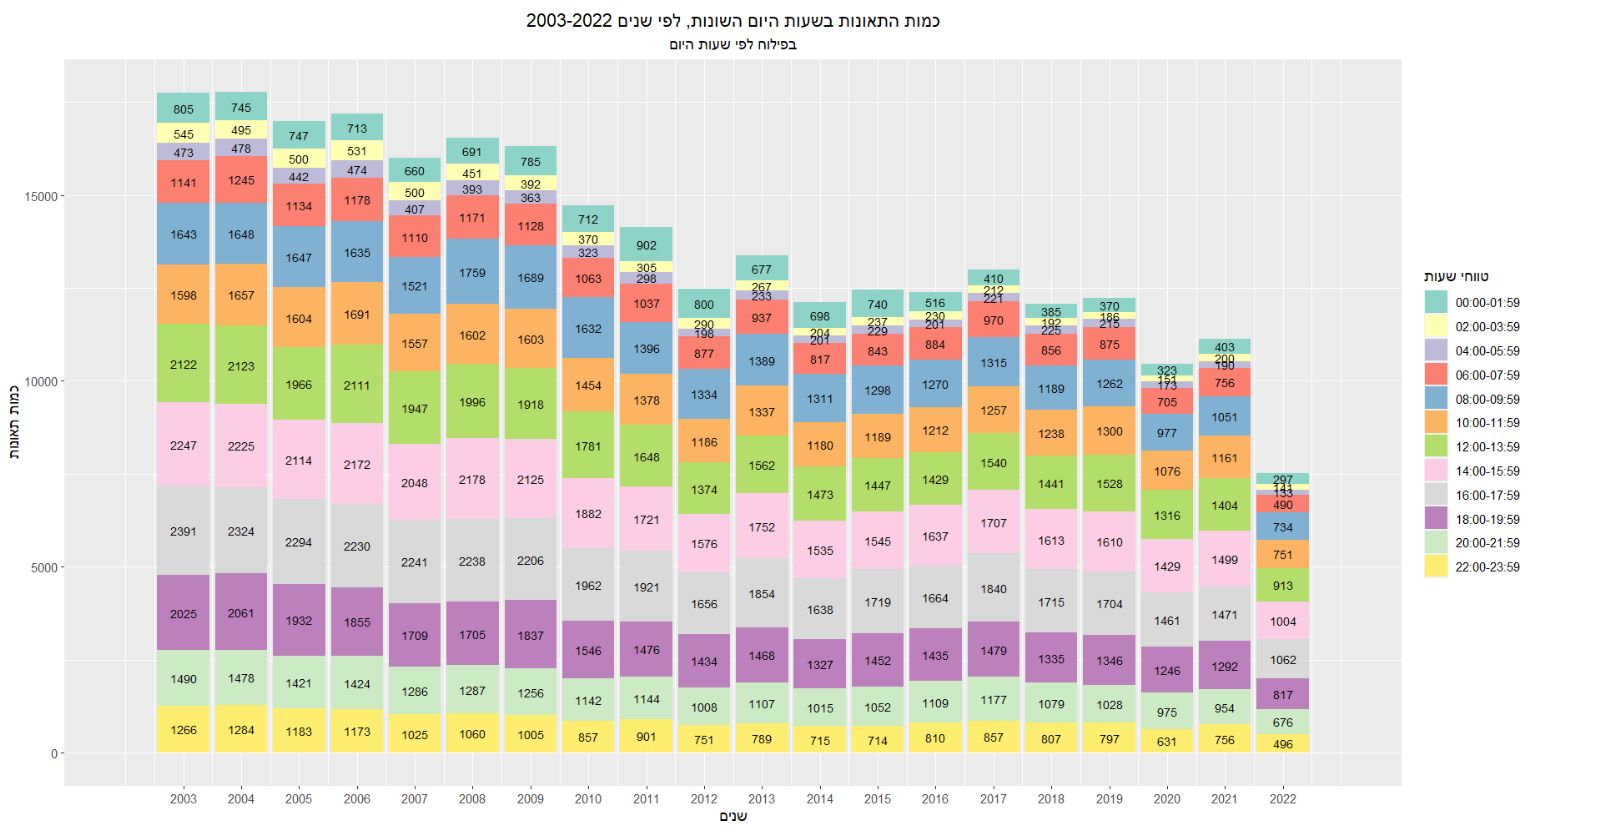 כמות התאונות בשעות היום השונות, לפי שנים 2003-2022
בפילוח לפי שעות היום
כמות תאונות
15000
10000
5000
0
805 545 473 1141 1643 1598 2122 2247 2391 2025 1490 1266
745 495 478 1245 1648 1657 2123 2225 2324 2061 1478 1284
747 500 442 1134 1647 1604 1966 2114 2294 1932 1421 1183
713 531 474 1178 1635 1691 2111 2172 2230 1855 1424 1173
660 500 407 1110 1521 1557 1947 2048 2241 1709 1286 1025
691 451 393 1171 1759 1602 1996 2178 2238 1705 1287 1060
785 392 363 1128 1689 1603 1918 2125 2206 1837 1256 1005
712 370 323 1063 1632 1454 1781 1882 1962 1546 1142 857
902 305 298 1037 1396 1378 1648 1721 1921 1476 1144 901
800 290 198 877 1334 1186 1374 1576 1656 1434 1008 751
677 267 233 937 1389 1337 1562 1752 1854 1468 1107 789
698 204 201 817 1311 1180 1473 1535 1638 1327 1015 715
740 237 229 843 1298 1189 1447 1545 1719 1452 1052 714
516 230 201 884 1270 1212 1429 1637 1664 1435 1109 810
410 212 221 970 1315 1257 1540 1707 1840 1479 1177 857
385 192 225 856 1189 1238 1441 1613 1715 1335 1079 807
370 186 215 875 1262 1300 1528 1610 1704 1346 1028 797
323 151 173 705 977 1076 1316 1429 1461 1246 975 631
403 200 190 756 1051 1161 1404 1499 1471 1292 954 756
297 141 133 490 734 751 913 1004 1062 817 676 496
2003 2004 2005 2006 2007 2008 2009 2010 2011 2012 2013 2014 2015 2016 2017 2018 2019 2020 2021 2022
שנים
טווחי שעות
00:00-01:59
02:00-03:59
04:00-05:59
06:00-07:59
08:00-09:59
10:00-11:59
12:00-13:59
14:00-15:59
16:00-17:59
18:00-19:59
20:00-21:59
22:00-23:59